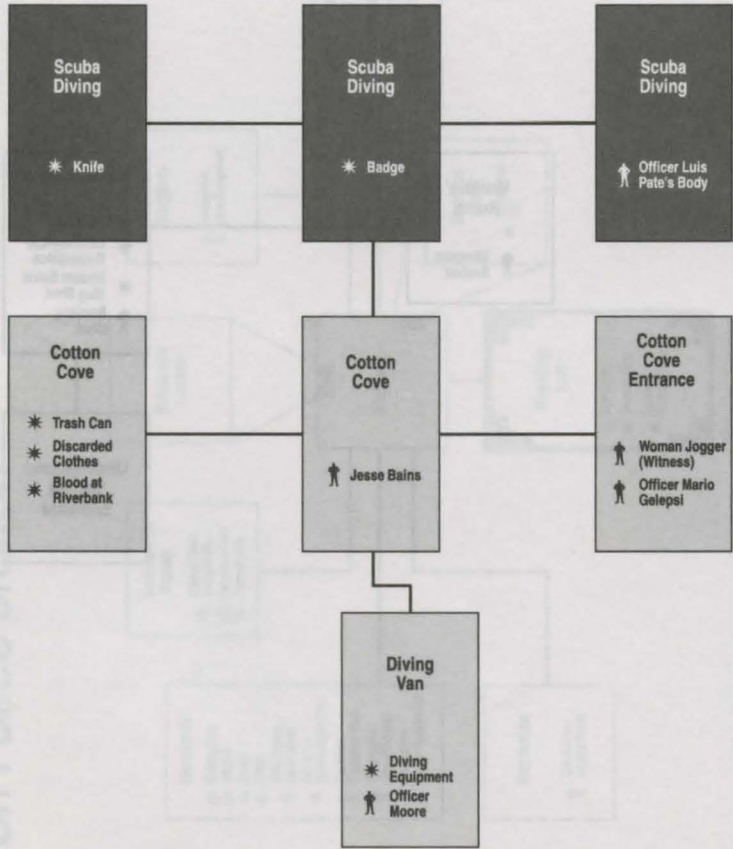 Scuba
Diving
Knife
Scuba
Diving
Badge
Scuba
Diving
Officer Luis
Pate's Body
Cotton
Cove
Trash Can
Discarded
Clothes
Blood at
Riverbank
Cotton
Cove
Jesse Bains
Cotton
Cove
Entrance
Woman Jogger
(Witness)
Officer Mario
Gelepsi
Diving
Van
Diving
Equipment
Officer
Moore